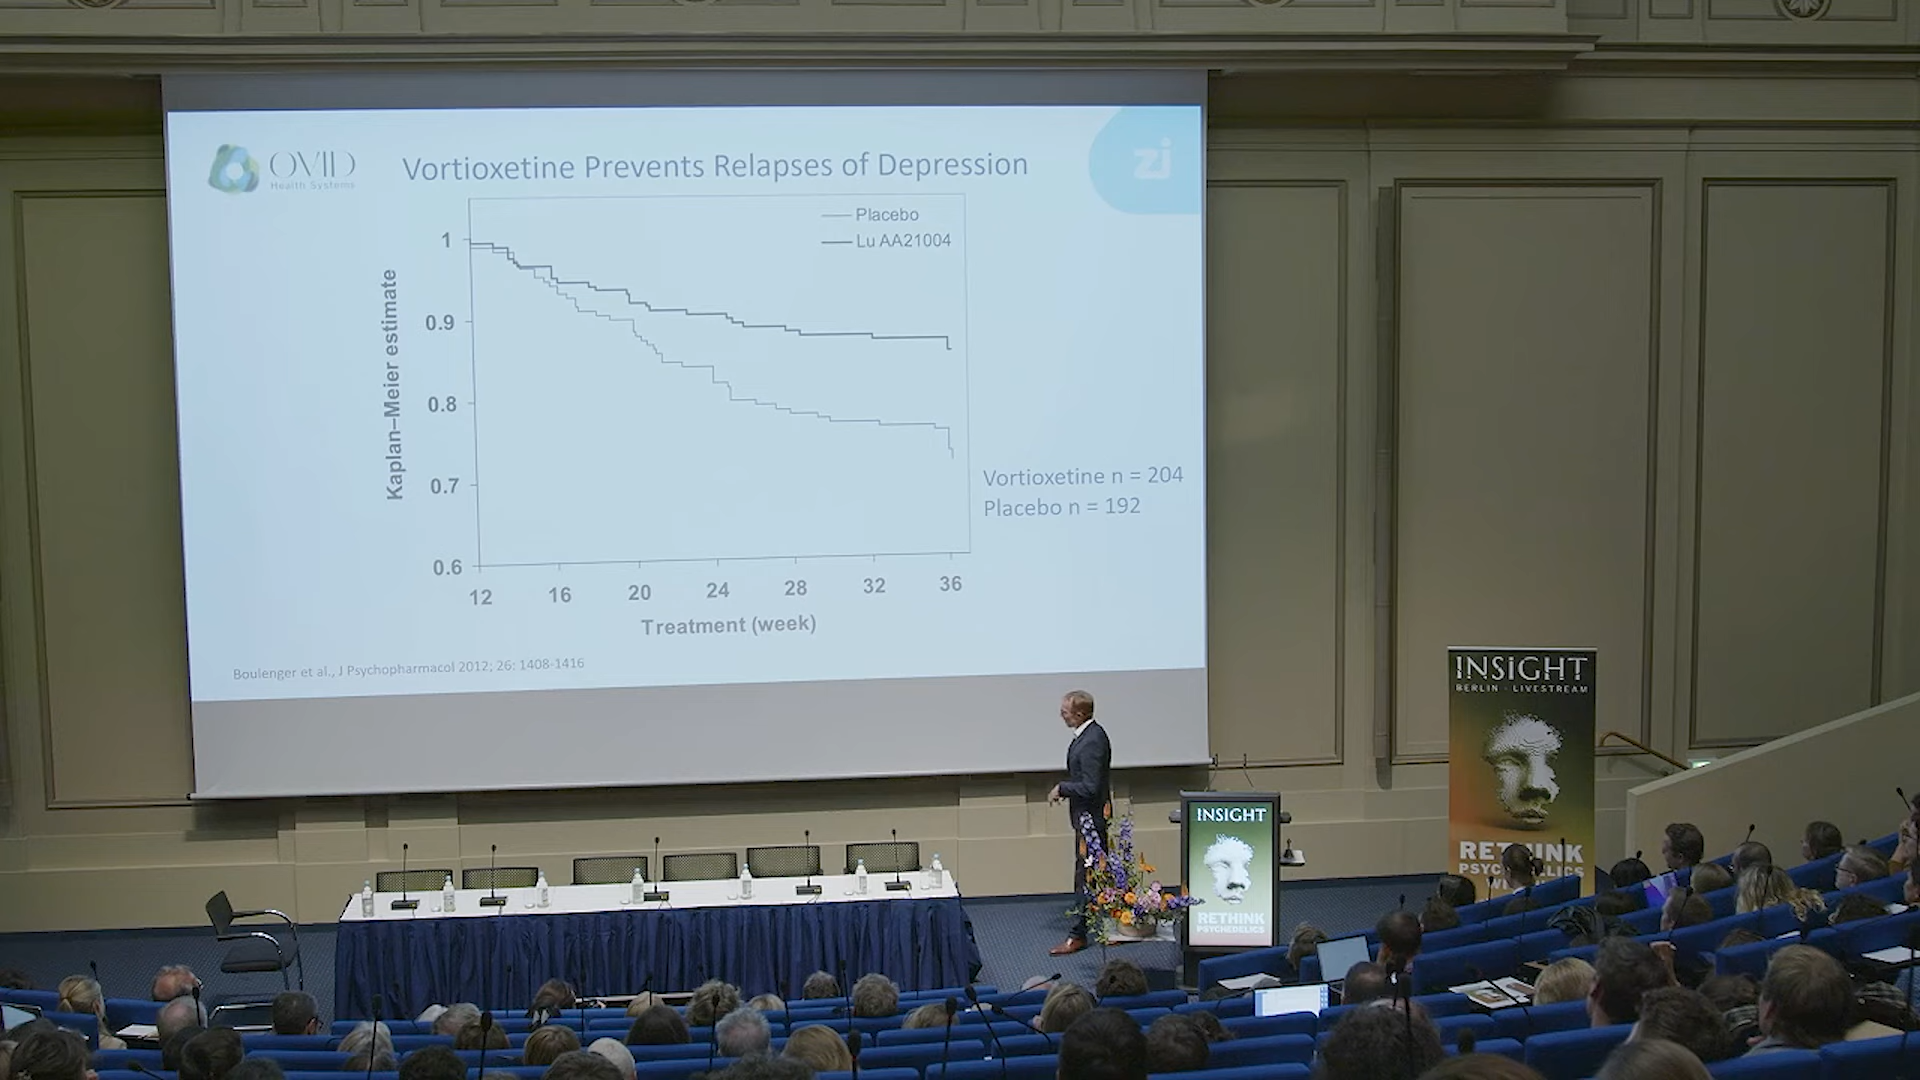 OVID
Health Systems
Vortioxetine Prevents Relapses of Depression
zi
Placebo
Lu AA21004
Kaplan–Meier estimate
1
0.9
0.8
0.7
0.6
12 16 20 24 28 32 36
Treatment (week)
Vortioxetine n = 204
Placebo n = 192
Boulenger et al., J Psychopharmacol 2012; 26: 1408-1416
INSIGHT
RETHINK
PSYCHEDELICS
INSIGHT
BERLIN · LIVESTREAM